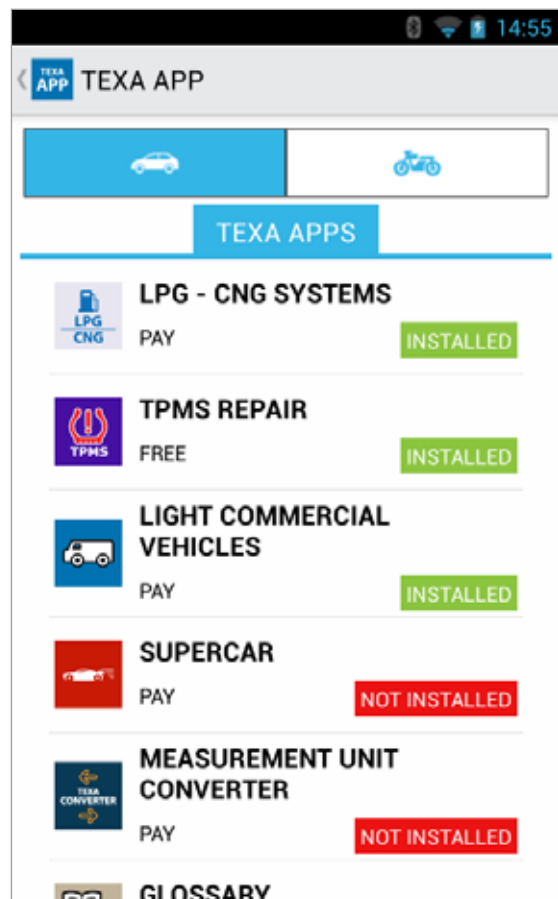 14:55
TEXA
APP
TEXA APP
TEXA APPS
LPG
CNG
LPG - CNG SYSTEMS
PAY
INSTALLED
TPMS
TPMS REPAIR
FREE
INSTALLED
LIGHT COMMERCIAL
VEHICLES
PAY
INSTALLED
SUPERCAR
PAY
NOT INSTALLED
TEXA
CONVERTER
MEASUREMENT UNIT
CONVERTER
PAY
NOT INSTALLED
GLOSSARY